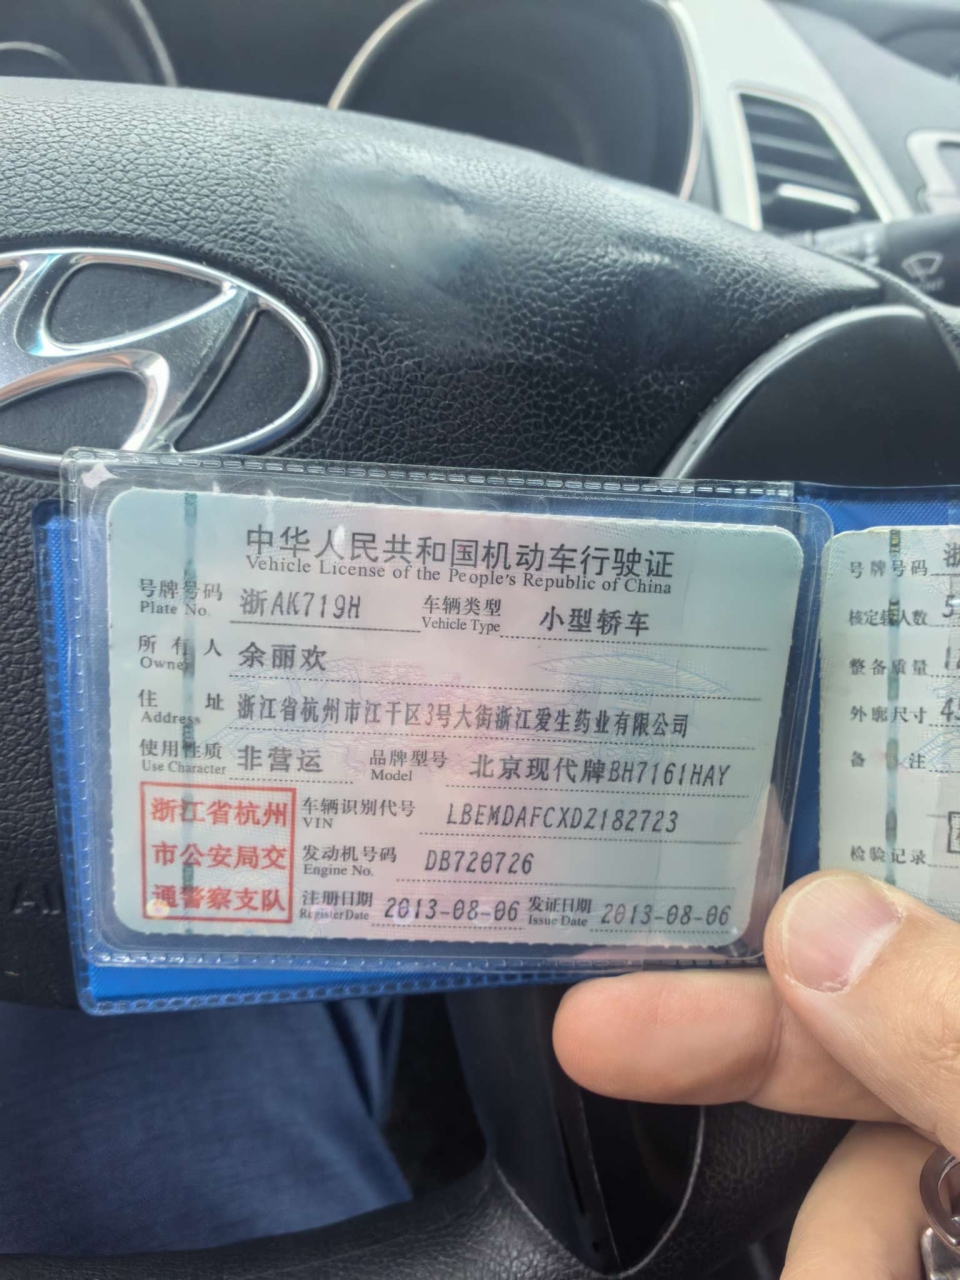 中华人民共和国机动车行驶证
Vehicle License of the People's Republic of China
号牌号码 浙AK719H 车辆类型 小型轿车
Plate No. Vehicle Type
所有人 余丽欢
Owner
住址 浙江省杭州市江干区3号大街浙江爱生药业有限公司
Address
使用性质 非营运 品牌型号 北京现代牌BH7161HAY
Use Character Model
浙江省杭州
市公安局交
通警察支队
车辆识别代号 LBEMDAFCXDZ182723
VIN
发动机号码 DB720726
Engine No.
注册日期 2013-08-06 发证日期 2013-08-06
Register Date Issue Date
号牌号码 浙
核定载人数 5
整备质量
外廓尺寸 45
备注
检验记录